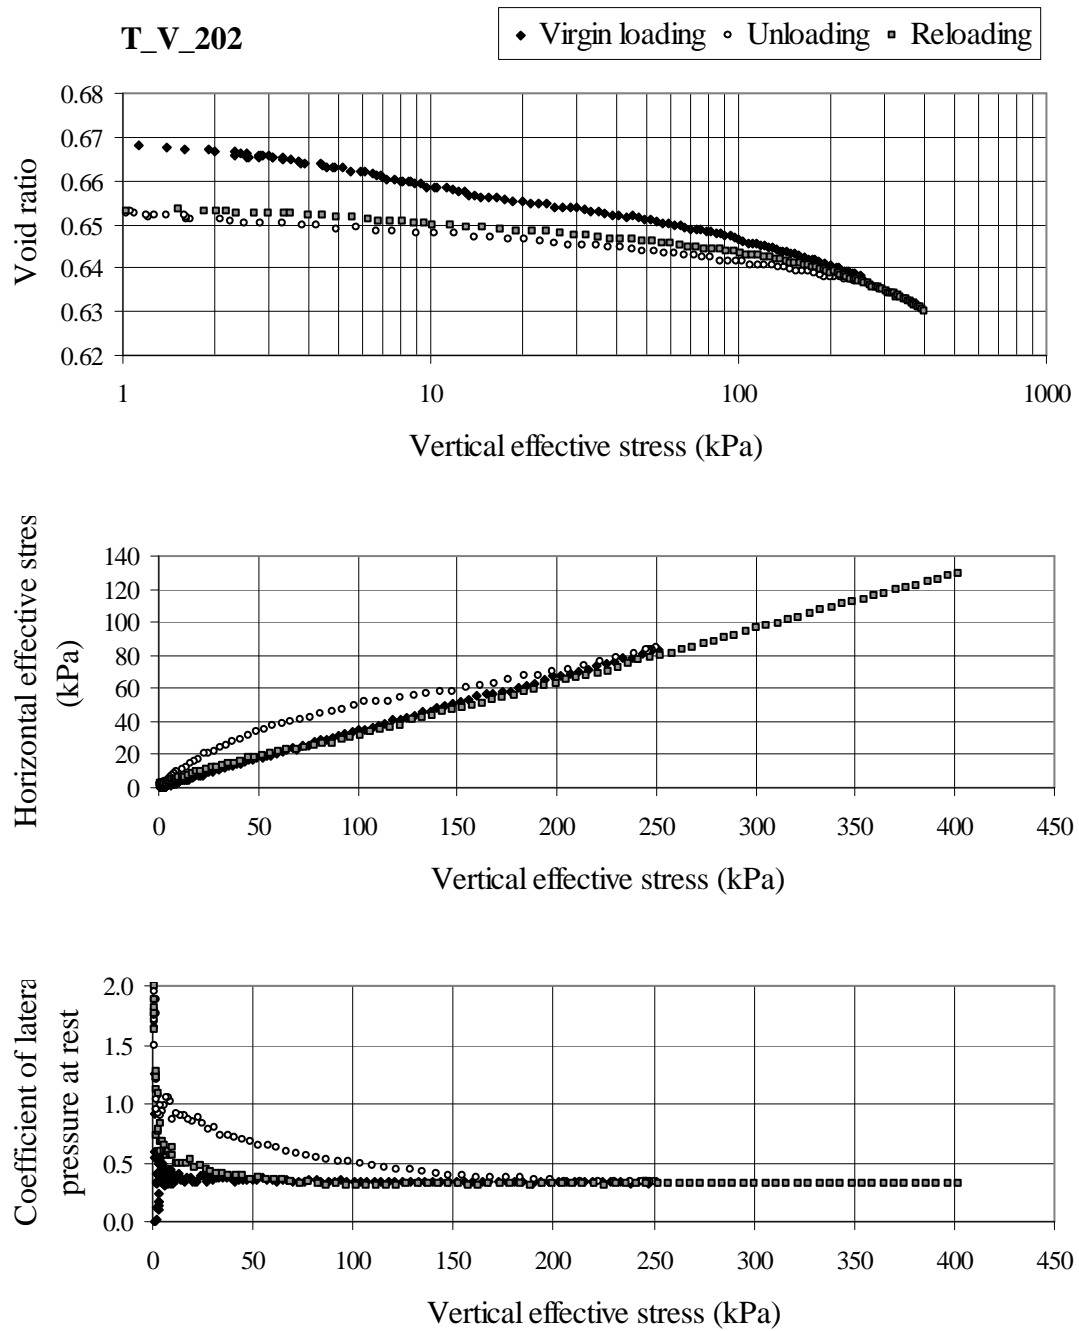 T_V_202
Virgin loading Unloading Reloading
Void ratio
0.68
0.67
0.66
0.65
0.64
0.63
0.62
1 10 100 1000
Vertical effective stress (kPa)
Horizontal effective stres
(kPa)
140
120
100
80
60
40
20
0
0 50 100 150 200 250 300 350 400 450
Vertical effective stress (kPa)
Coefficient of latera
pressure at rest
2.0
1.5
1.0
0.5
0.0
0 50 100 150 200 250 300 350 400 450
Vertical effective stress (kPa)